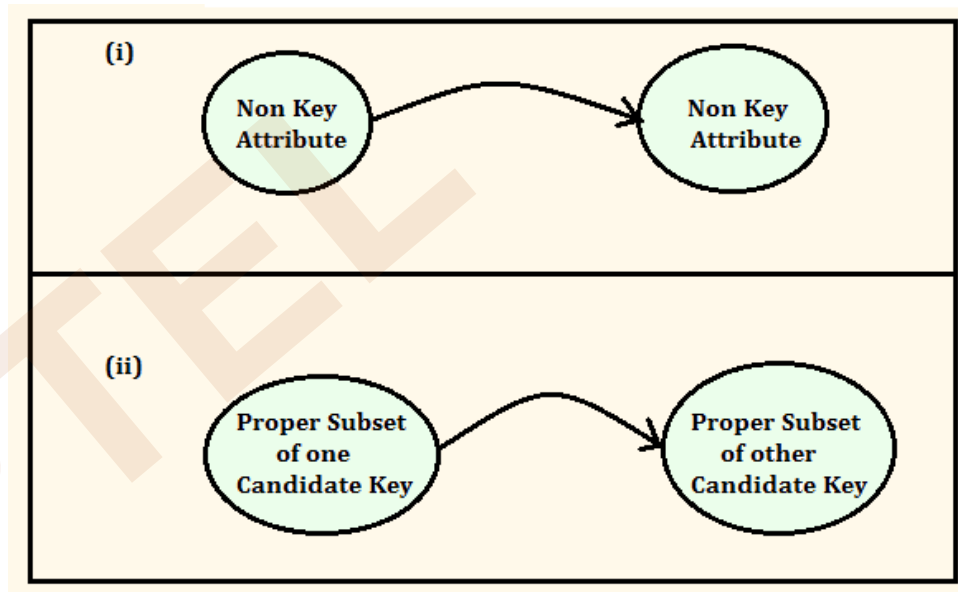 (i)
Non Key
Attribute
Non Key
Attribute
(ii)
Proper Subset
of one
Candidate Key
Proper Subset
of other
Candidate Key
TEL